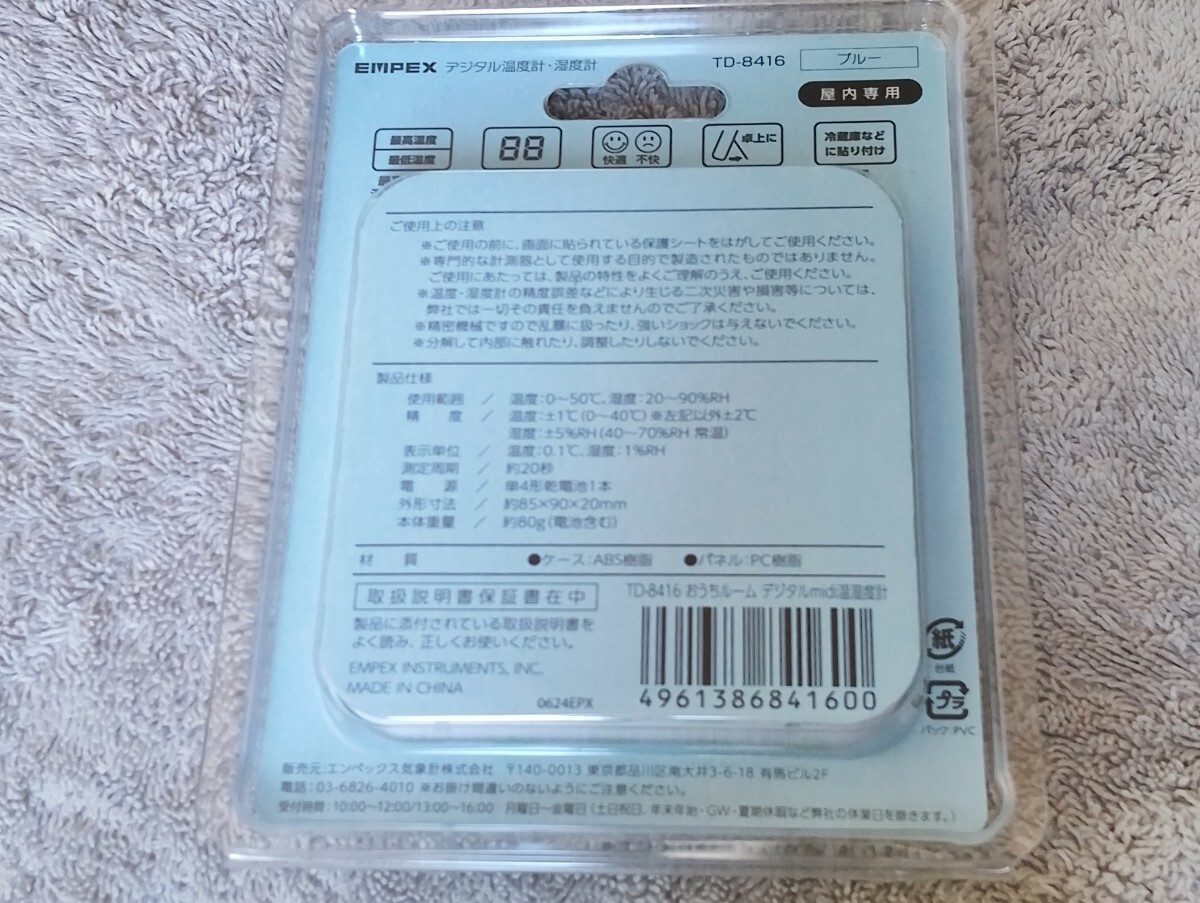 EMPEX デジタル温度計・湿度計 TD-8416 ブルー
屋内専用
最高温度
最低温度
88
快適 不快
卓上に
冷蔵庫など
に貼り付け
ご使用上の注意
※ご使用の前に、画面に貼られている保護シートをはがしてご使用ください。
※専門的な計測器として使用する目的で製造されたものではありません。
ご使用にあたっては、製品の特性をよくご理解のうえ、ご使用ください。
※温度・湿度計の精度誤差などにより生じる二次災害や損害等については、
弊社では一切その責任を負えませんのでご了承ください。
※精密機械ですので乱暴に扱ったり、強いショックは与えないでください。
※分解して内部に触れたり、調整したりしないでください。
製品仕様
使用範囲 / 温度:0～50℃、湿度:20～90%RH
精 度 / 温度:±1℃(0～40℃)※左記以外±2℃
湿度:±5%RH(40～70%RH 常温)
表示単位 / 温度:0.1℃、湿度:1%RH
測定周期 / 約20秒
電 源 / 単4形乾電池1本
外形寸法 / 約85×90×20mm
本体重量 / 約80g(電池含む)
材 質 ●ケース:ABS樹脂 ●パネル:PC樹脂
取扱説明書保証書在中
製品に添付されている取扱説明書を
よく読み、正しくお使いください。
EMPEX INSTRUMENTS, INC.
MADE IN CHINA
0624EPX
TD-8416 おうちルーム デジタルmidi温湿度計
4961386841600
紙
台紙
プラ
パック:PVC
販売元:エンペックス気象計株式会社 〒140-0013 東京都品川区南大井3-6-18 有馬ビル2F
電話:03-6826-4010 ※お掛け間違いのないようにご注意ください。
受付時間:10:00～12:00/13:00～16:00 月曜日～金曜日(土日祝日、年末年始・GW・夏期休暇など弊社の休業日を除きます。)